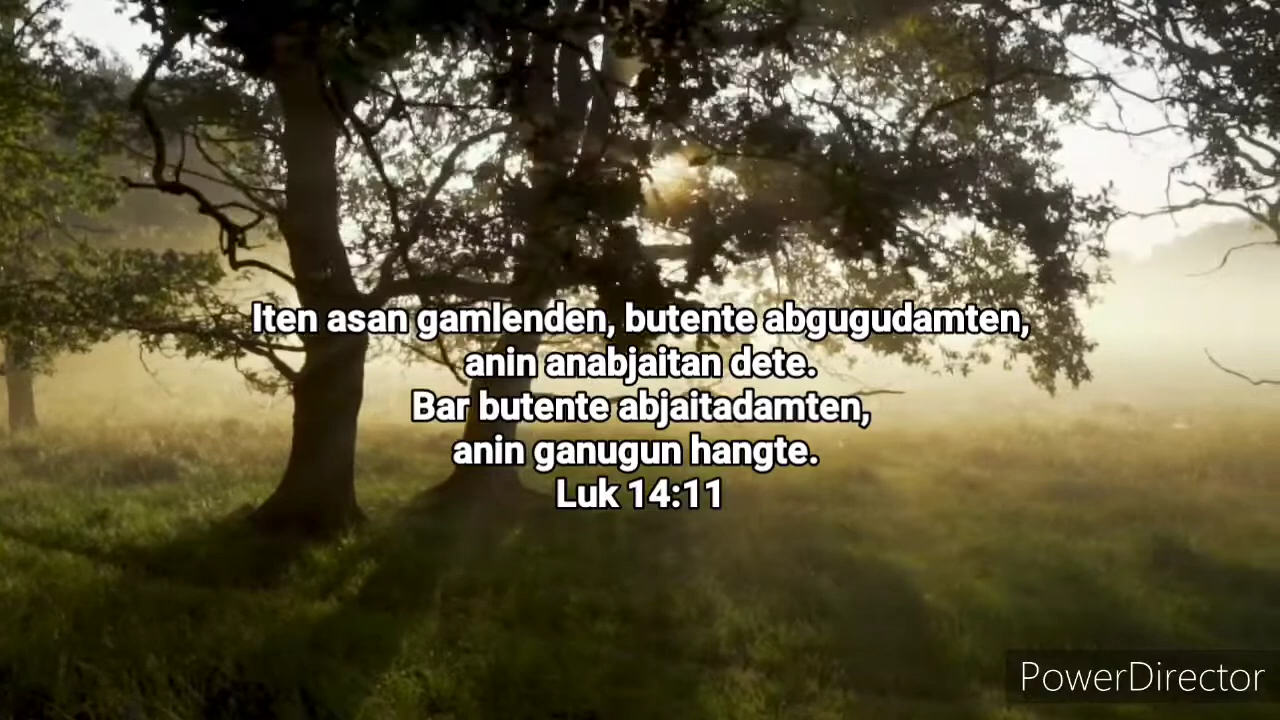 Iten asan gamlenden, butente abgugudamten,
anin anabjaitan dete.
Bar butente abjaitadamten,
anin ganugun hangte.
Luk 14:11
PowerDirector